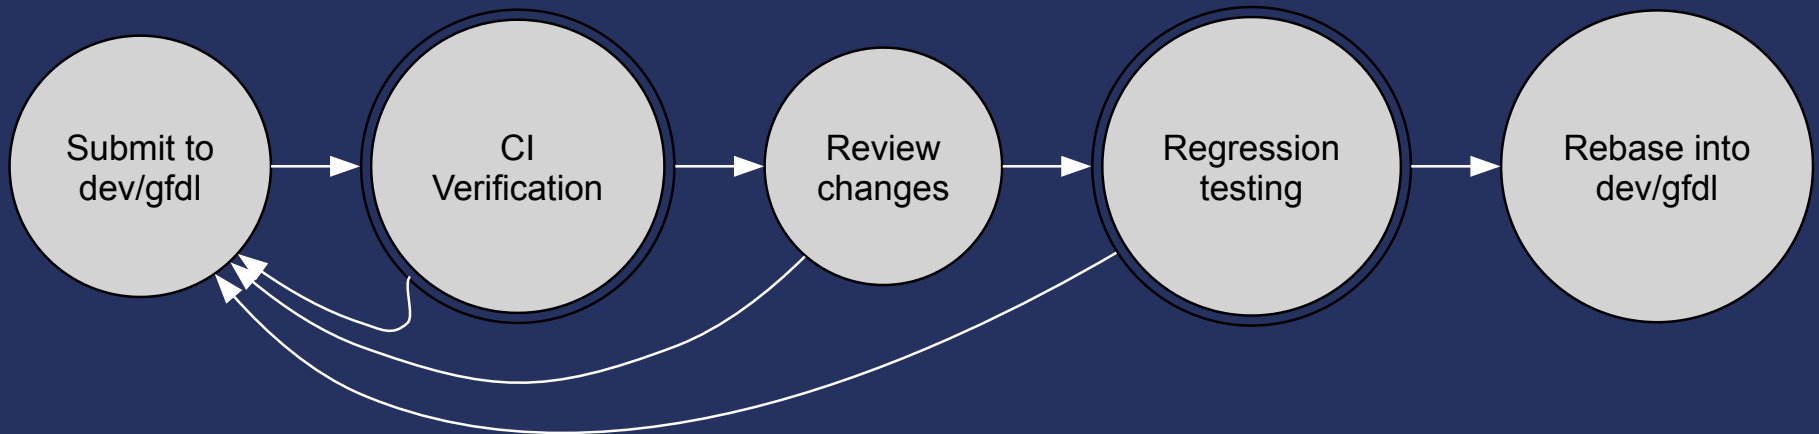 Submit to
dev/gfdl
CI
Verification
Review
changes
Regression
testing
Rebase into
dev/gfdl